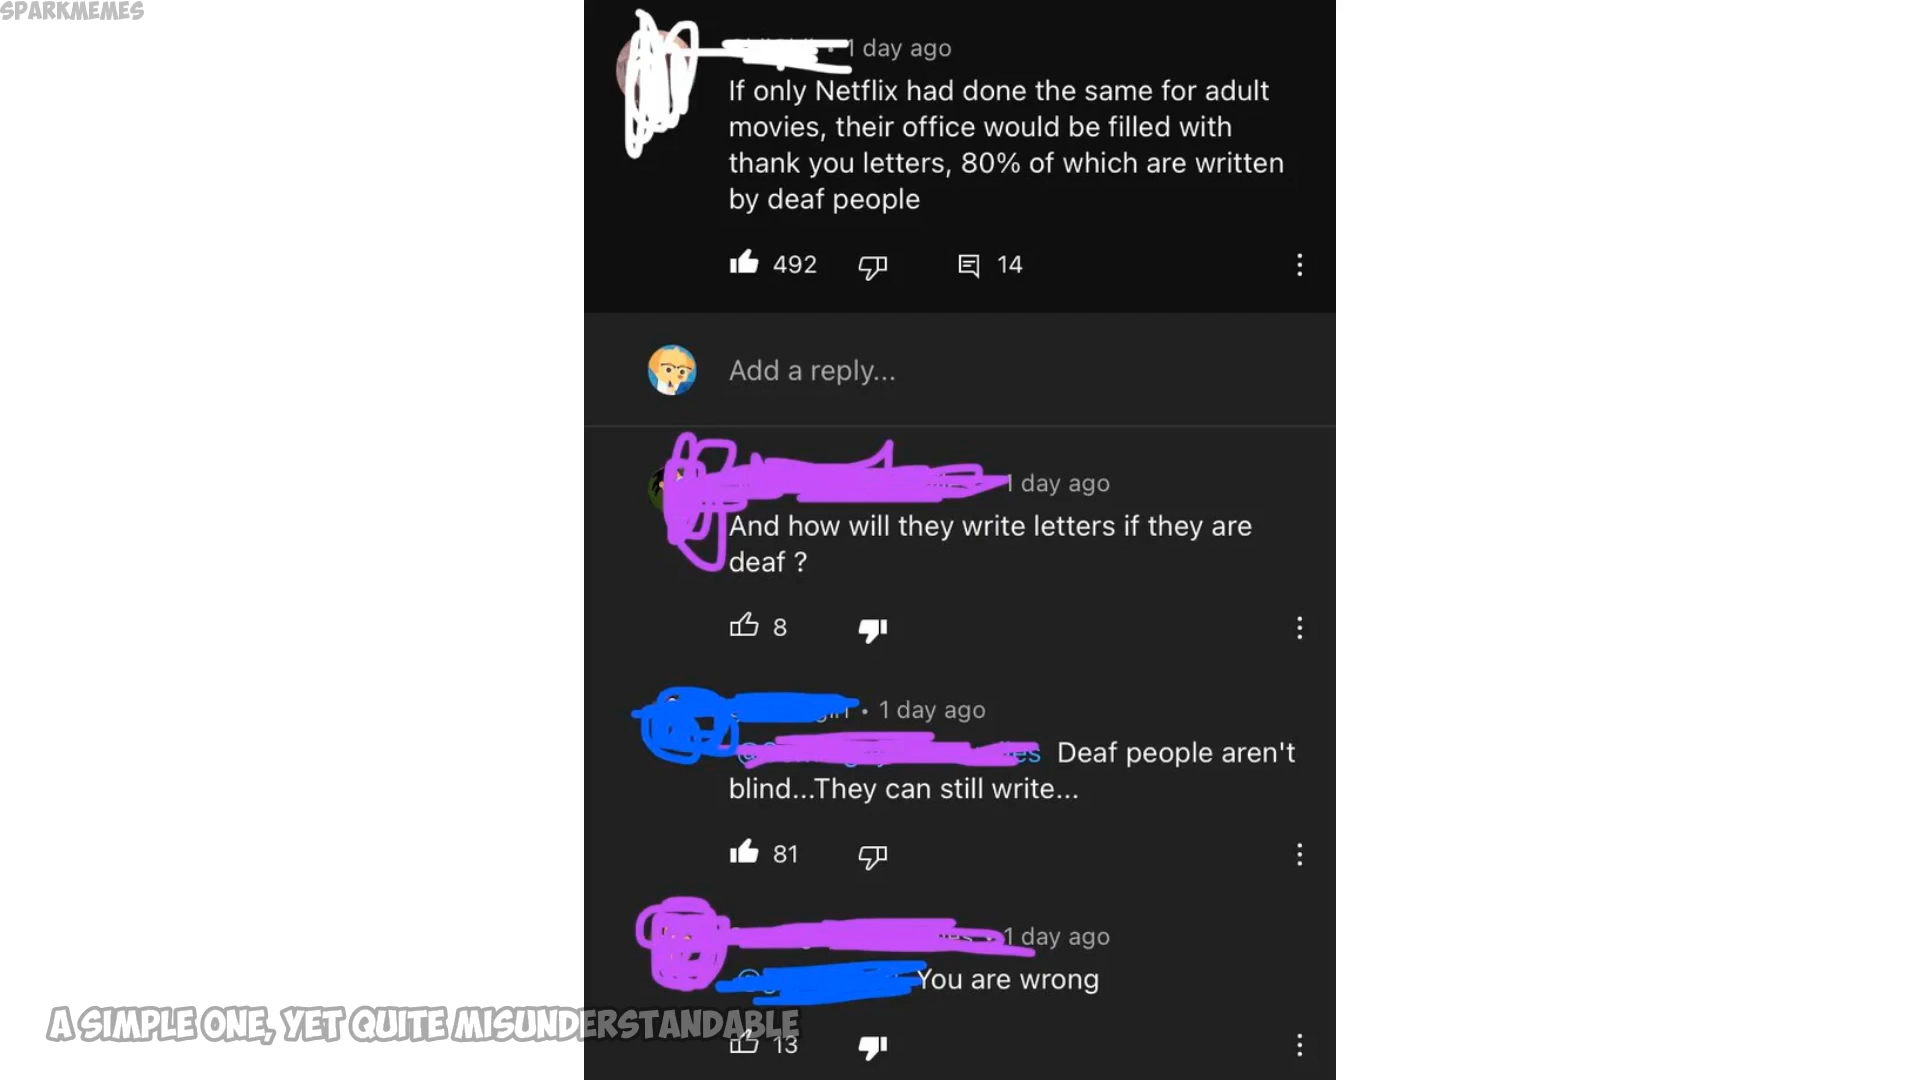 SPARKMEMES
1 day ago
If only Netflix had done the same for adult
movies, their office would be filled with
thank you letters, 80% of which are written
by deaf people
492 14
Add a reply...
1 day ago
And how will they write letters if they are
deaf ?
8
• 1 day ago
Deaf people aren't
blind...They can still write...
81
1 day ago
You are wrong
A SIMPLE ONE, YET QUITE MISUNDERSTANDABLE
13